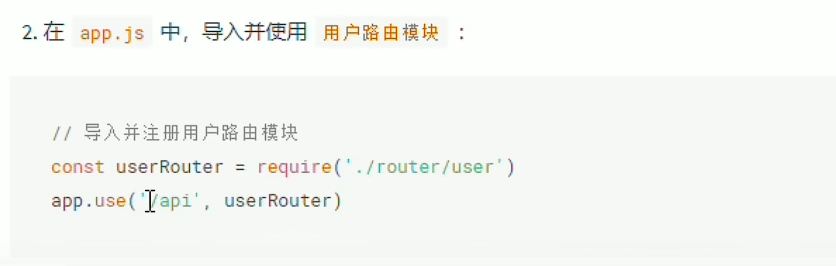 2. 在 app.js 中，导入并使用 用户路由模块 ：
// 导入并注册用户路由模块
const userRouter = require('./router/user')
app.use('/api', userRouter)